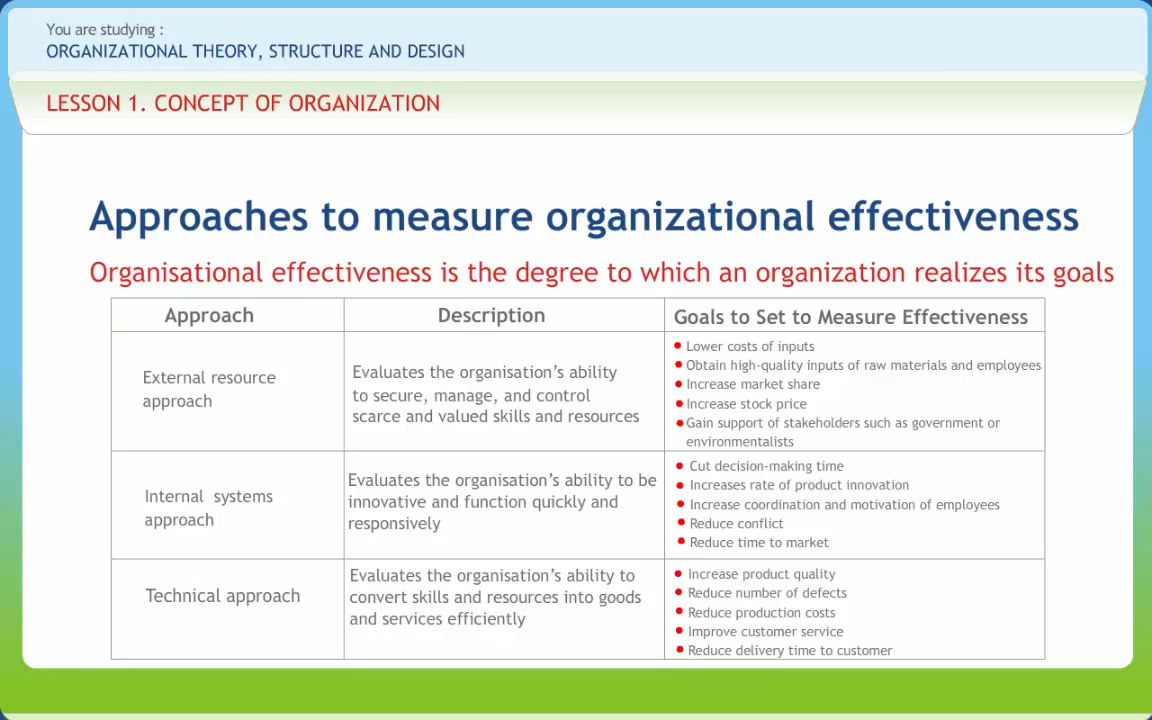 You are studying :
ORGANIZATIONAL THEORY, STRUCTURE AND DESIGN
LESSON 1. CONCEPT OF ORGANIZATION
Approaches to measure organizational effectiveness
Organisational effectiveness is the degree to which an organization realizes its goals
Approach
Description
Goals to Set to Measure Effectiveness
External resource
approach
Evaluates the organisation's ability
to secure, manage, and control
scarce and valued skills and resources
Lower costs of inputs
Obtain high-quality inputs of raw materials and employees
Increase market share
Increase stock price
Gain support of stakeholders such as government or
environmentalists
Internal systems
approach
Evaluates the organisation's ability to be
innovative and function quickly and
responsively
Cut decision-making time
Increases rate of product innovation
Increase coordination and motivation of employees
Reduce conflict
Reduce time to market
Technical approach
Evaluates the organisation's ability to
convert skills and resources into goods
and services efficiently
Increase product quality
Reduce number of defects
Reduce production costs
Improve customer service
Reduce delivery time to customer